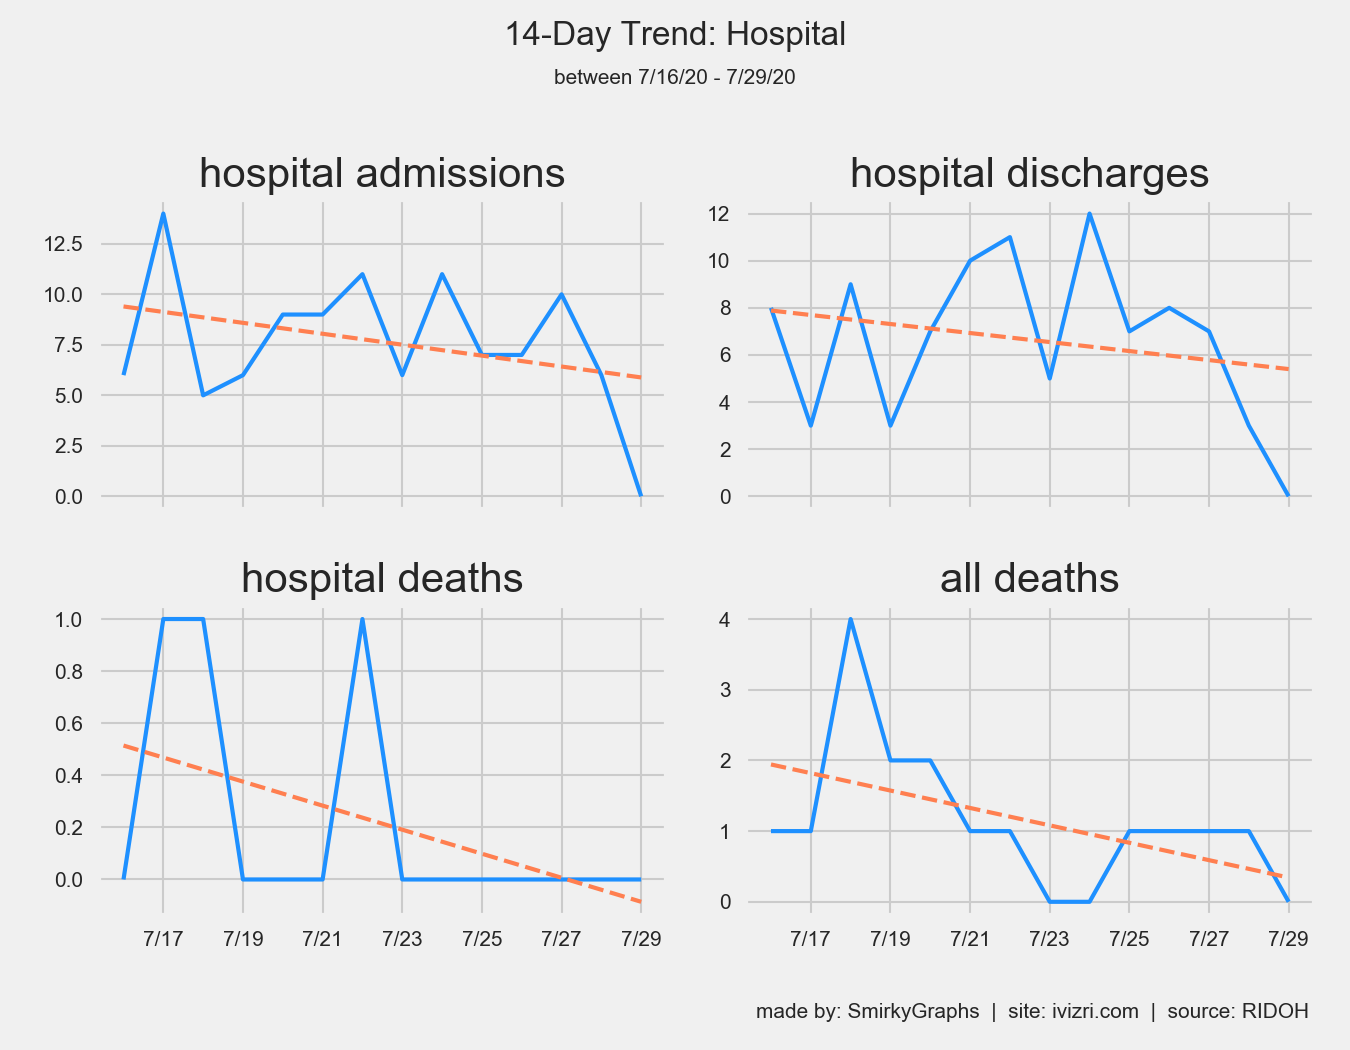 14-Day Trend: Hospital
between 7/16/20 - 7/29/20
hospital admissions
12.5
10.0
7.5
5.0
2.5
0.0
hospital discharges
12
10
8
6
4
2
0
hospital deaths
1.0
0.8
0.6
0.4
0.2
0.0
7/17 7/19 7/21 7/23 7/25 7/27 7/29
all deaths
4
3
2
1
0
7/17 7/19 7/21 7/23 7/25 7/27 7/29
made by: SmirkyGraphs | site: ivizri.com | source: RIDOH